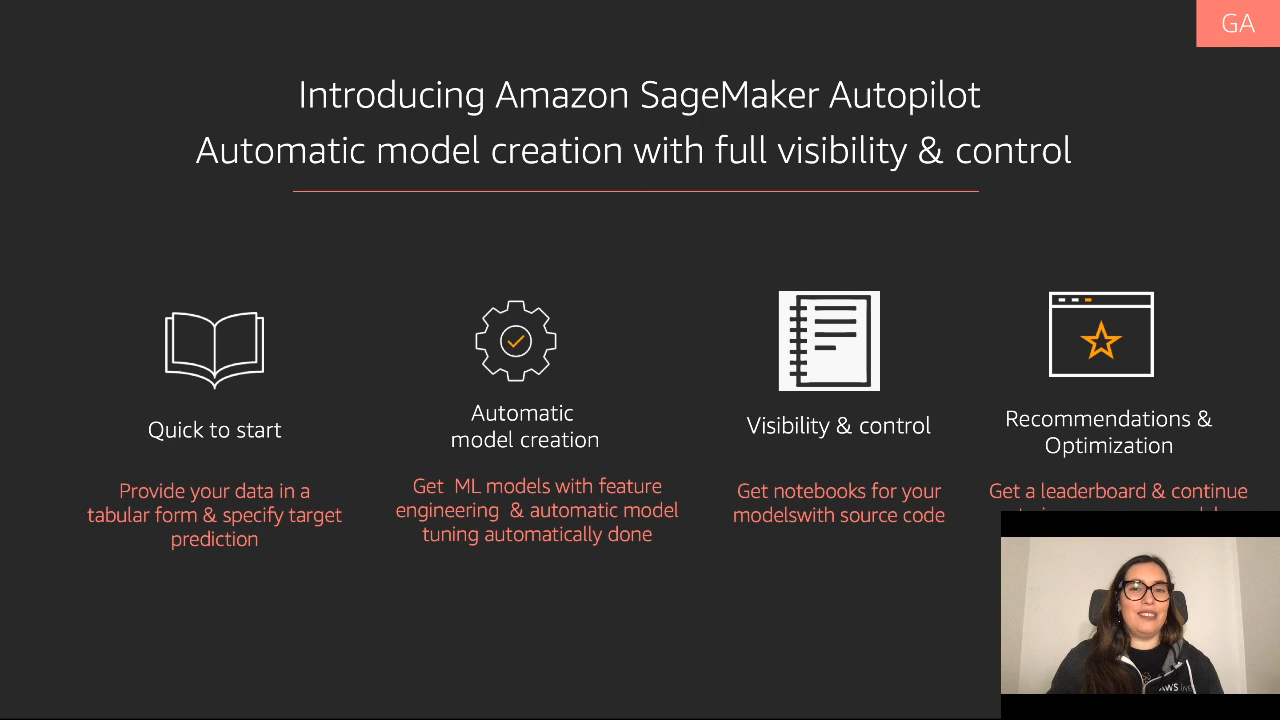 GA
Introducing Amazon SageMaker Autopilot
Automatic model creation with full visibility & control
Quick to start
Provide your data in a
tabular form & specify target
prediction
Automatic
model creation
Get ML models with feature
engineering & automatic model
tuning automatically done
Visibility & control
Get notebooks for your
modelswith source code
Recommendations &
Optimization
Get a leaderboard & continue
AWS